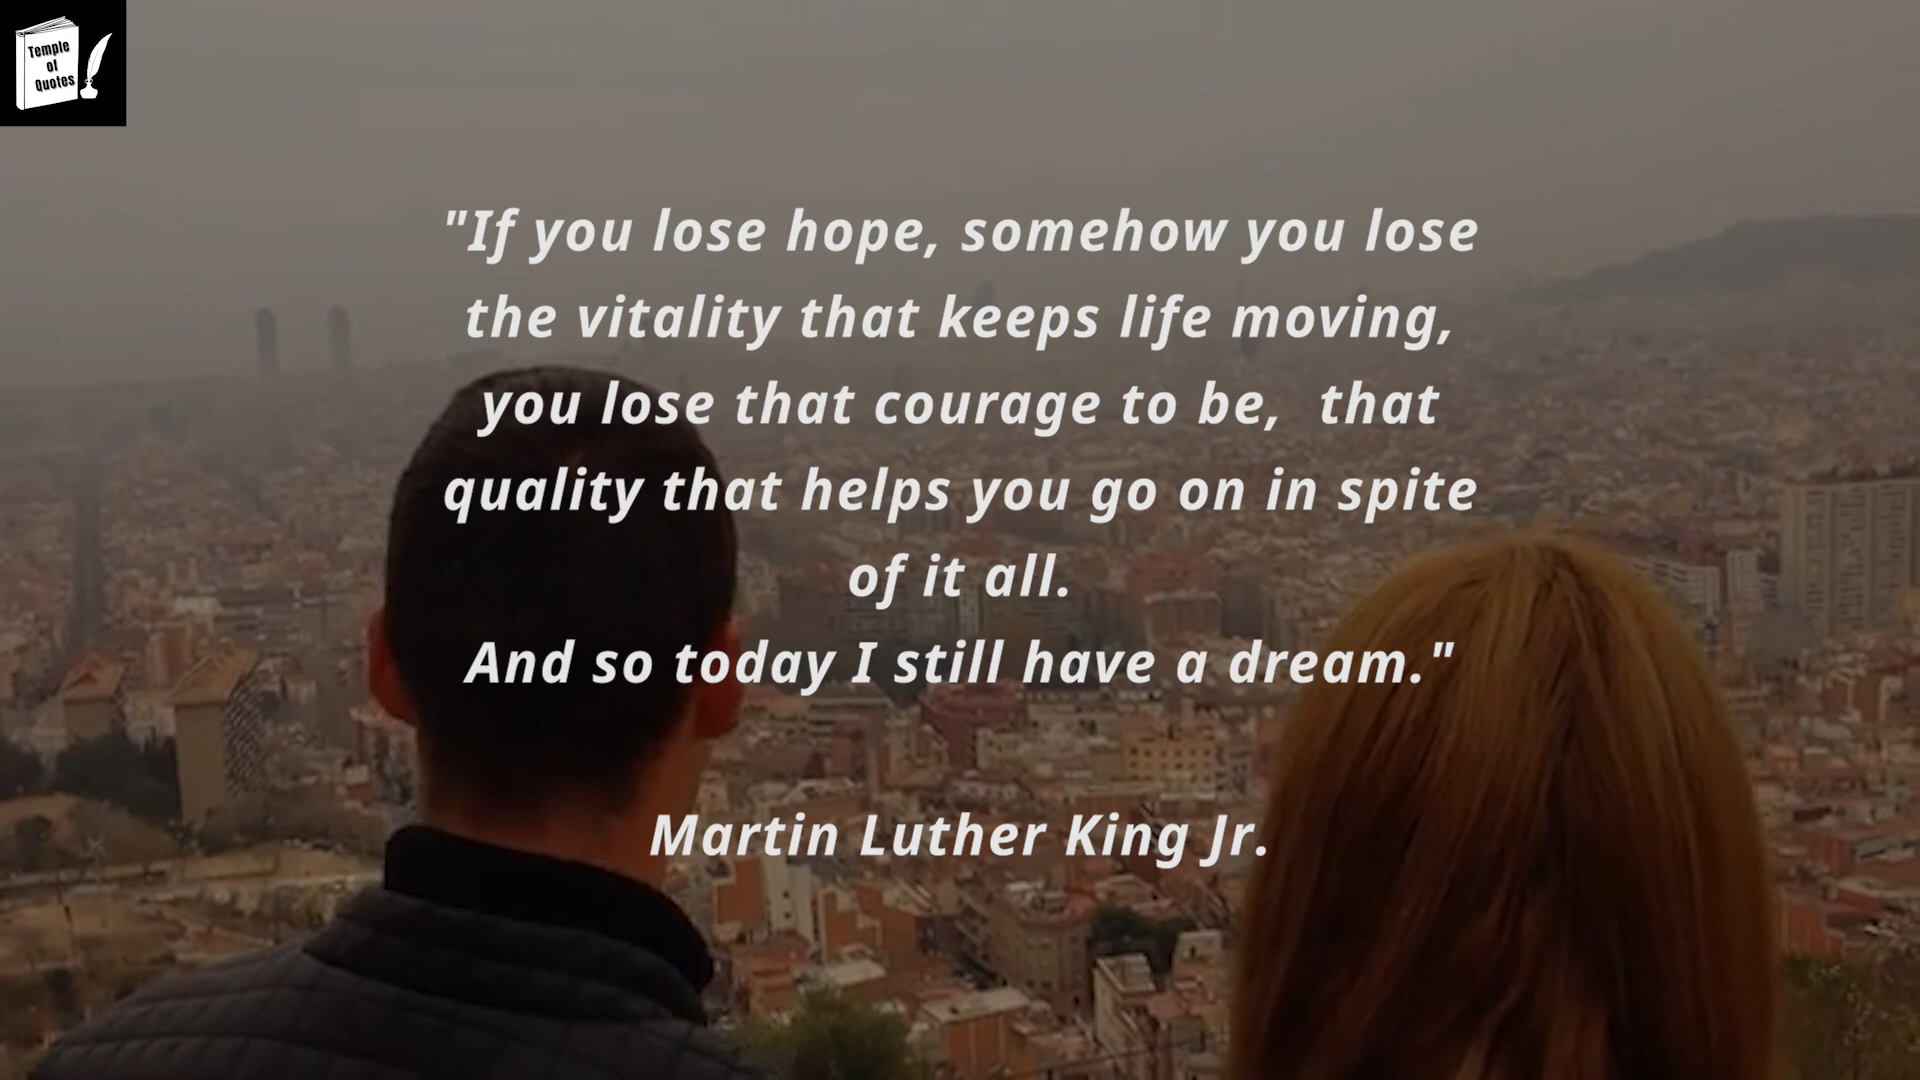 Temple
of
Quotes
"If you lose hope, somehow you lose
the vitality that keeps life moving,
you lose that courage to be,  that
quality that helps you go on in spite
of it all.
And so today I still have a dream."
Martin Luther King Jr.